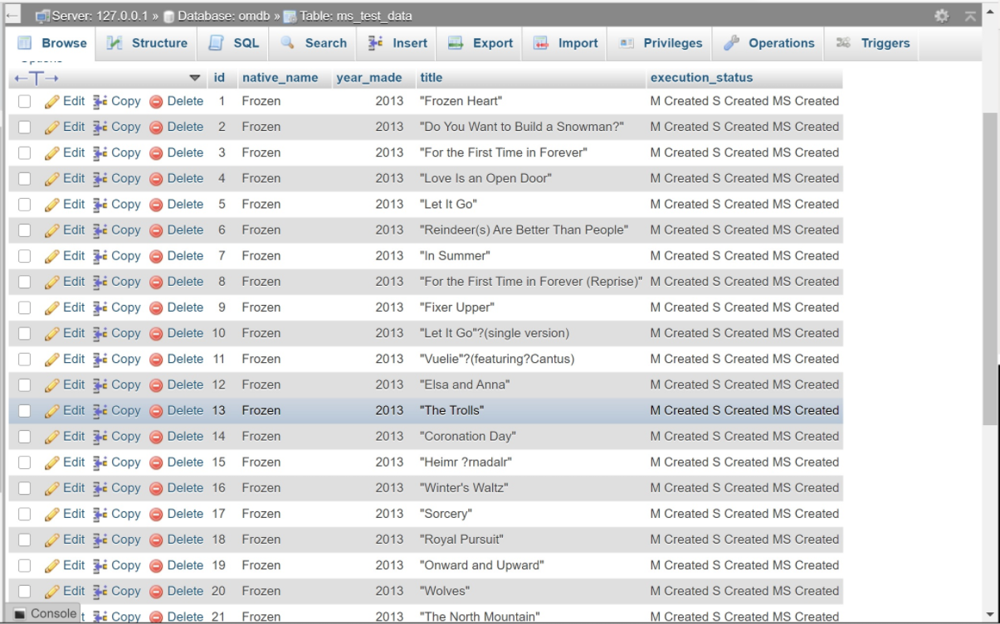 Server: 127.0.0.1 » Database: omdb » Table: ms_test_data
Browse Structure SQL Search Insert Export Import Privileges Operations Triggers
Options
id native_name year_made title execution_status
Edit Copy Delete 1 Frozen 2013 "Frozen Heart" M Created S Created MS Created
Edit Copy Delete 2 Frozen 2013 "Do You Want to Build a Snowman?" M Created S Created MS Created
Edit Copy Delete 3 Frozen 2013 "For the First Time in Forever" M Created S Created MS Created
Edit Copy Delete 4 Frozen 2013 "Love Is an Open Door" M Created S Created MS Created
Edit Copy Delete 5 Frozen 2013 "Let It Go" M Created S Created MS Created
Edit Copy Delete 6 Frozen 2013 "Reindeer(s) Are Better Than People" M Created S Created MS Created
Edit Copy Delete 7 Frozen 2013 "In Summer" M Created S Created MS Created
Edit Copy Delete 8 Frozen 2013 "For the First Time in Forever (Reprise)" M Created S Created MS Created
Edit Copy Delete 9 Frozen 2013 "Fixer Upper" M Created S Created MS Created
Edit Copy Delete 10 Frozen 2013 "Let It Go"?(single version) M Created S Created MS Created
Edit Copy Delete 11 Frozen 2013 "Vuelie"?(featuring?Cantus) M Created S Created MS Created
Edit Copy Delete 12 Frozen 2013 "Elsa and Anna" M Created S Created MS Created
Edit Copy Delete 13 Frozen 2013 "The Trolls" M Created S Created MS Created
Edit Copy Delete 14 Frozen 2013 "Coronation Day" M Created S Created MS Created
Edit Copy Delete 15 Frozen 2013 "Heimr ?rnadalr" M Created S Created MS Created
Edit Copy Delete 16 Frozen 2013 "Winter's Waltz" M Created S Created MS Created
Edit Copy Delete 17 Frozen 2013 "Sorcery" M Created S Created MS Created
Edit Copy Delete 18 Frozen 2013 "Royal Pursuit" M Created S Created MS Created
Edit Copy Delete 19 Frozen 2013 "Onward and Upward" M Created S Created MS Created
Edit Copy Delete 20 Frozen 2013 "Wolves" M Created S Created MS Created
Console t Copy Delete 21 Frozen 2013 "The North Mountain" M Created S Created MS Created